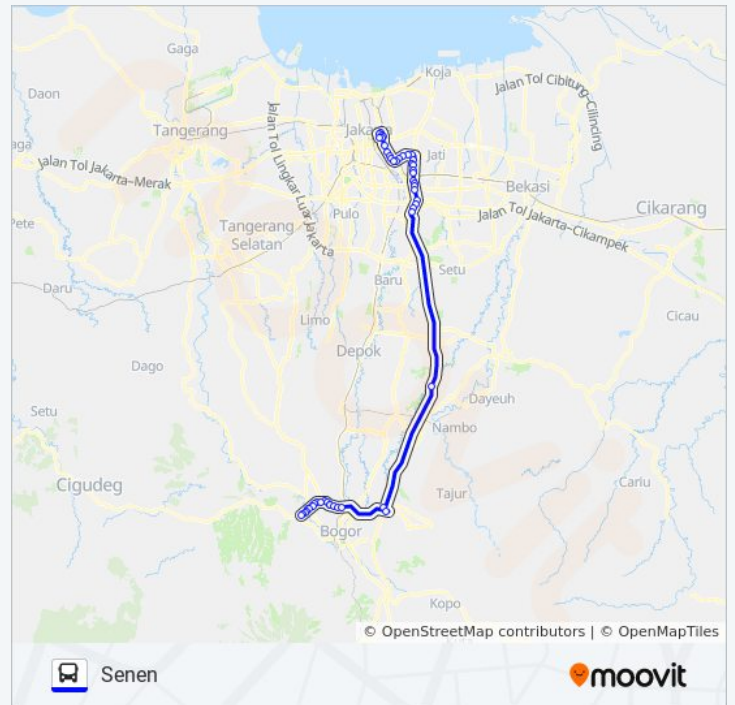 Gaga
Koja
Jalan Tol Cibitung-Cilincing
Daon
Tangerang
Jalan Tol Lingkar Luar Jakarta
Jati
Jalan Tol Jakarta-Merak
Bekasi
Cikarang
Pulo
Jalan Tol Jakarta-Cikampek
Pete
Tangerang
Selatan
Setu
Baru
Daru
Limo
Cicau
Depok
Dago
Dayeuh
Setu
Nambo
Cigudeg
Tajur
Cariu
Bogor
Kopo
© OpenStreetMap contributors | © OpenMapTiles
Senen
moovit